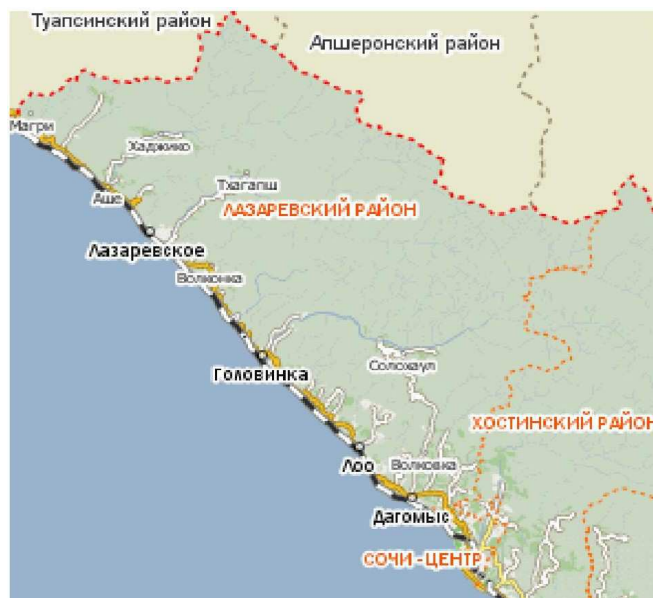 Туапсинский район
Апшеронский район
Магри
Хаджико
Тхагапш
Аше
ЛАЗАРЕВСКИЙ РАЙОН
Лазаревское
Волконка
Солохаул
Головинка
ХОСТИНСКИЙ РАЙОН
Лоо
Волковка
Дагомыс
СОЧИ-ЦЕНТР